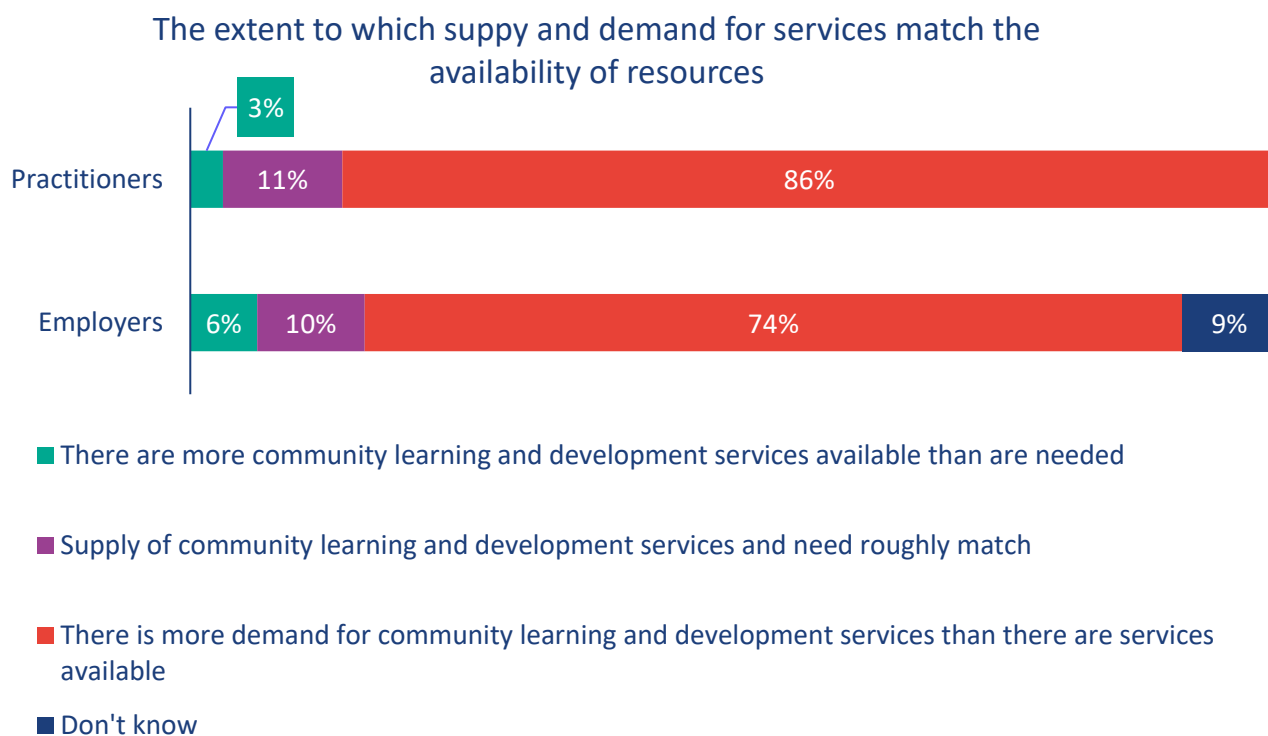 The extent to which suppy and demand for services match the
availability of resources
3%
Practitioners
11%
86%
Employers
6%
10%
74%
9%
There are more community learning and development services available than are needed
Supply of community learning and development services and need roughly match
There is more demand for community learning and development services than there are services
available
Don't know